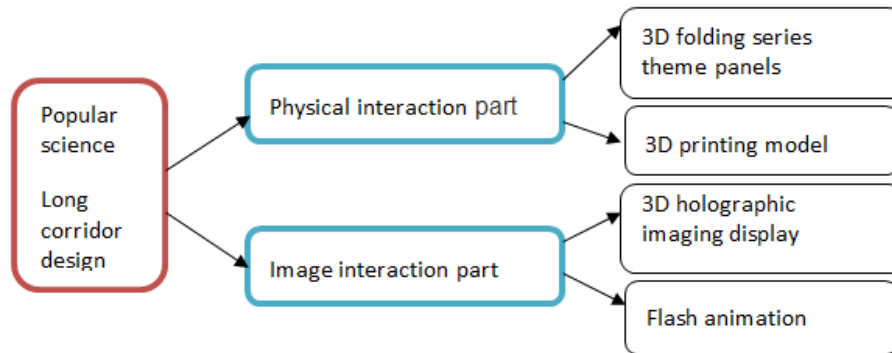 Popular
science
Long
corridor
design
Physical interaction part
Image interaction part
3D folding series
theme panels
3D printing model
3D holographic
imaging display
Flash animation